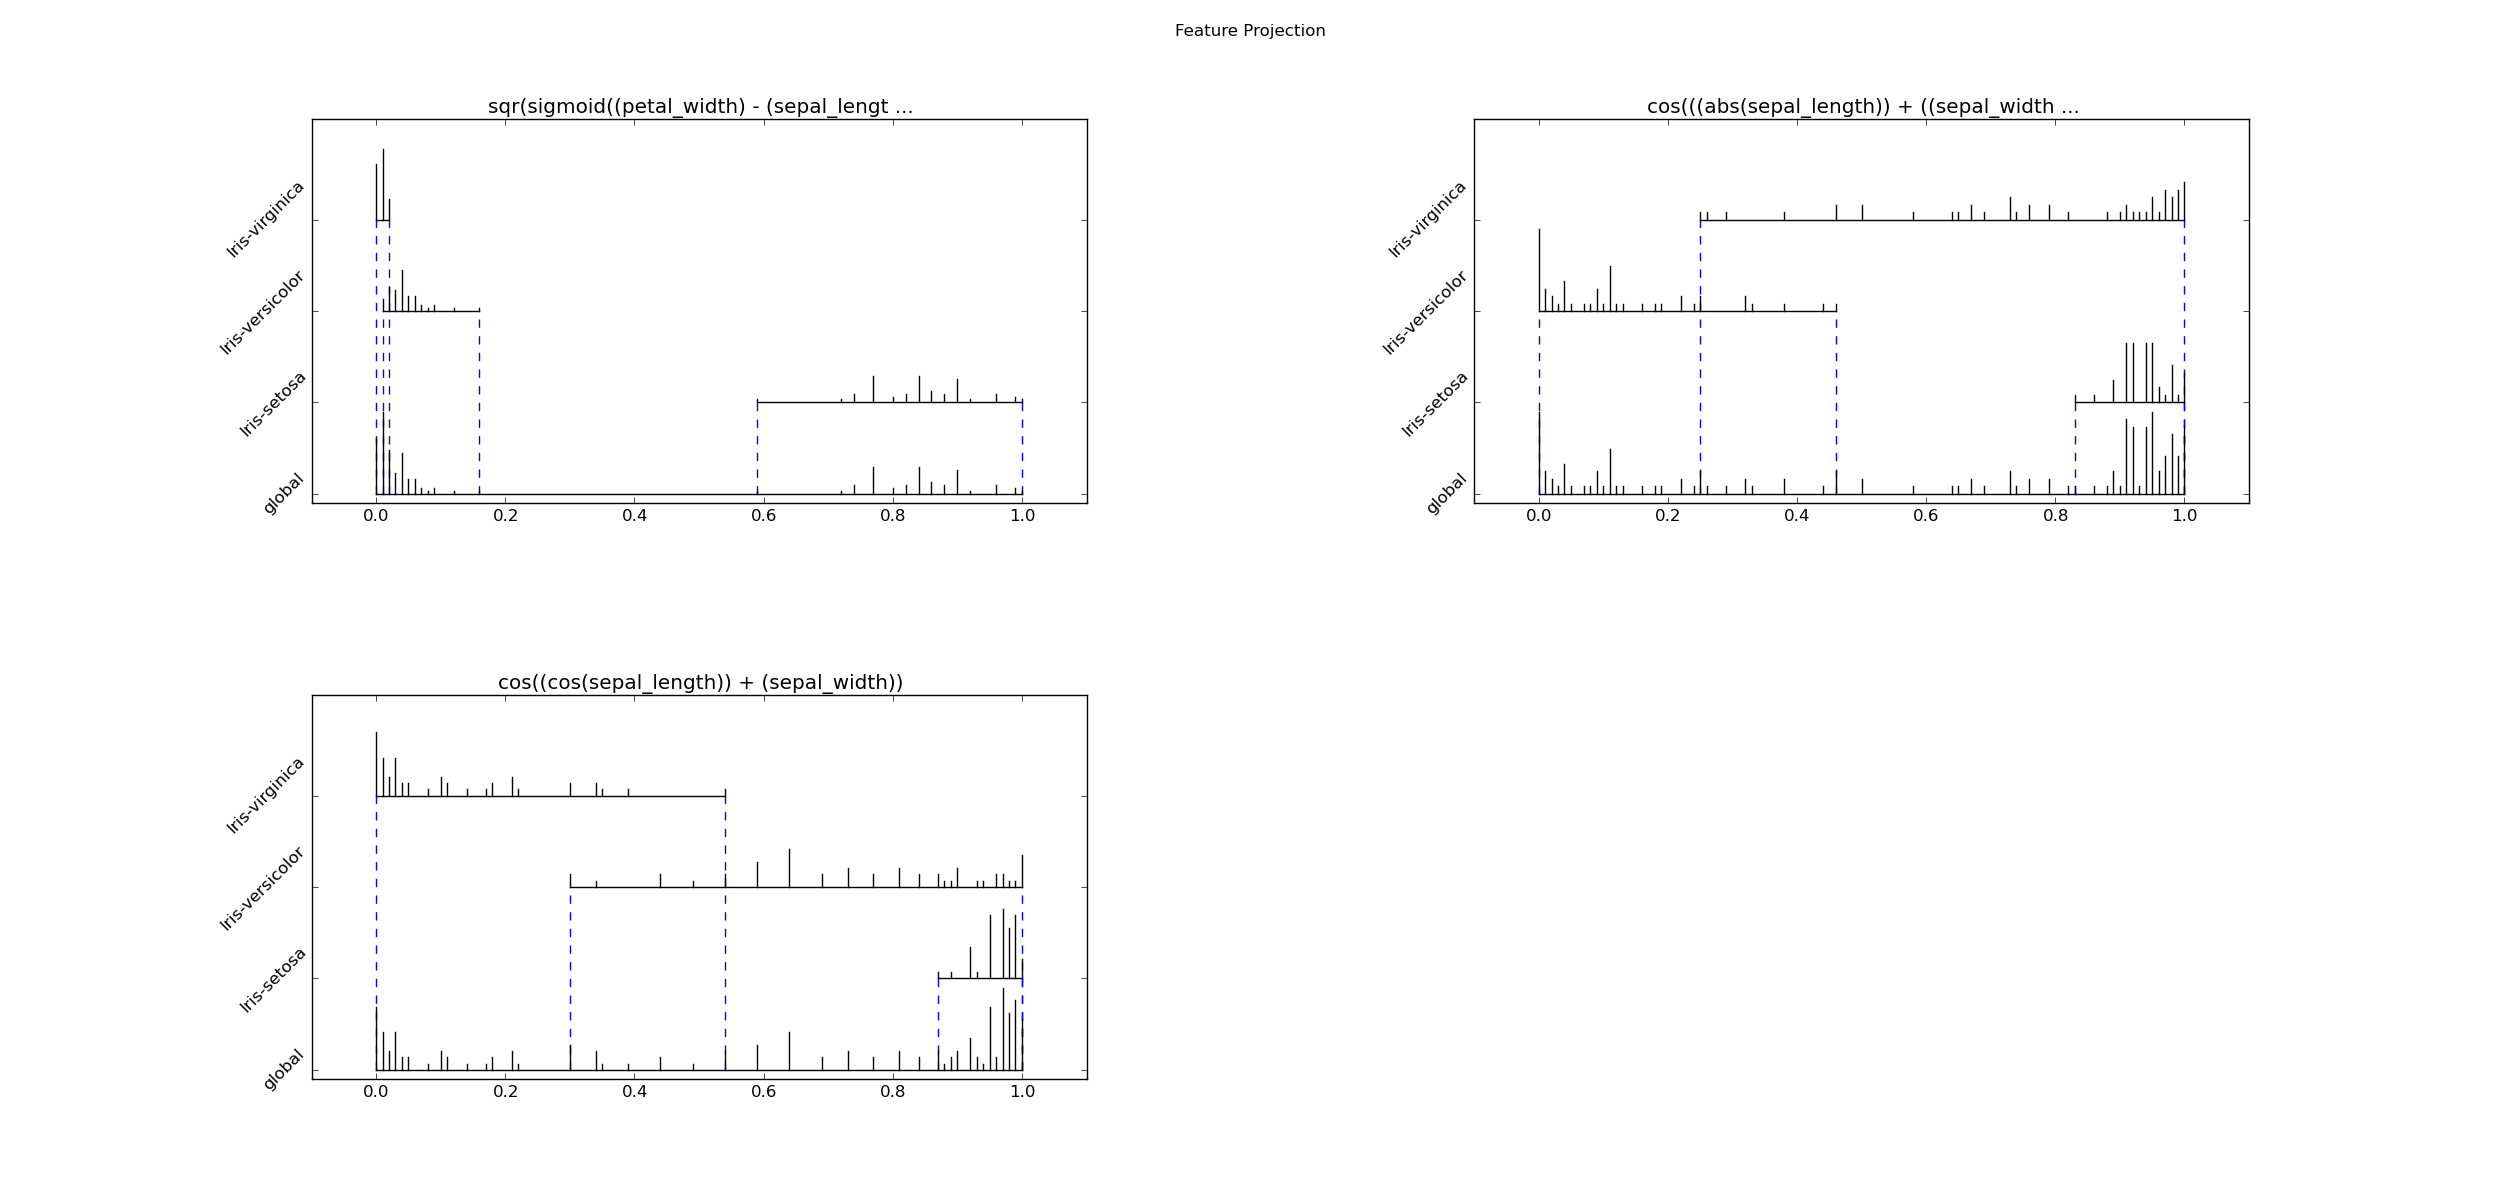 Feature Projection
sqr(sigmoid((petal_width) - (sepal_lengt ...
Iris-virginica
Iris-versicolor
Iris-setosa
global
0.0 0.2 0.4 0.6 0.8 1.0
cos(((abs(sepal_length)) + ((sepal_width ...
Iris-virginica
Iris-versicolor
Iris-setosa
global
0.0 0.2 0.4 0.6 0.8 1.0
cos((cos(sepal_length)) + (sepal_width))
Iris-virginica
Iris-versicolor
Iris-setosa
global
0.0 0.2 0.4 0.6 0.8 1.0